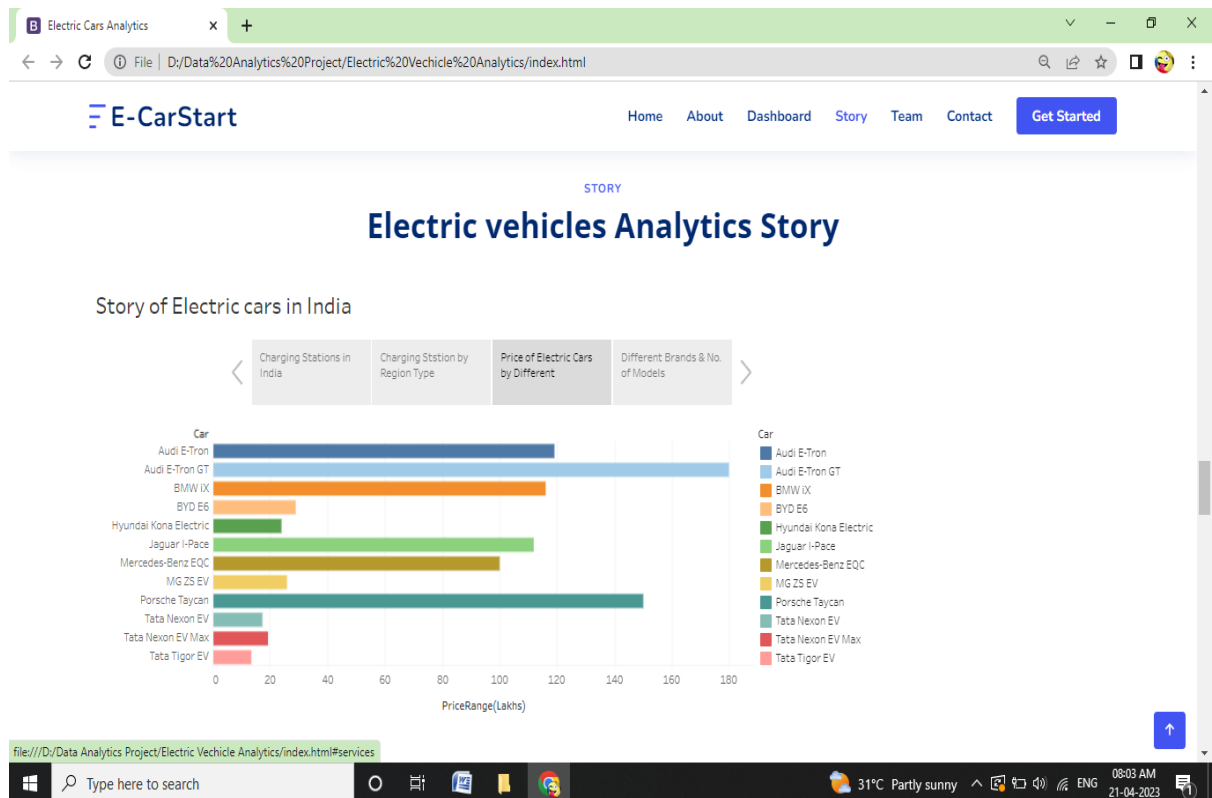 B Electric Cars Analytics
File D:/Data%20Analytics%20Project/Electric%20Vechicle%20Analytics/index.html
E-CarStart
Home About Dashboard Story Team Contact Get Started
STORY
Electric vehicles Analytics Story
Story of Electric cars in India
Charging Stations in
India
Charging Ststion by
Region Type
Price of Electric Cars
by Different
Different Brands & No.
of Models
Car
Audi E-Tron
Audi E-Tron GT
BMW iX
BYD E6
Hyundai Kona Electric
Jaguar I-Pace
Mercedes-Benz EQC
MG ZS EV
Porsche Taycan
Tata Nexon EV
Tata Nexon EV Max
Tata Tigor EV
0 20 40 60 80 100 120 140 160 180
PriceRange(Lakhs)
Car
Audi E-Tron
Audi E-Tron GT
BMW iX
BYD E6
Hyundai Kona Electric
Jaguar I-Pace
Mercedes-Benz EQC
MG ZS EV
Porsche Taycan
Tata Nexon EV
Tata Nexon EV Max
Tata Tigor EV
file:///D:/Data Analytics Project/Electric Vechicle Analytics/index.html#services
Type here to search
31°C Partly sunny
ENG
08:03 AM
21-04-2023
1